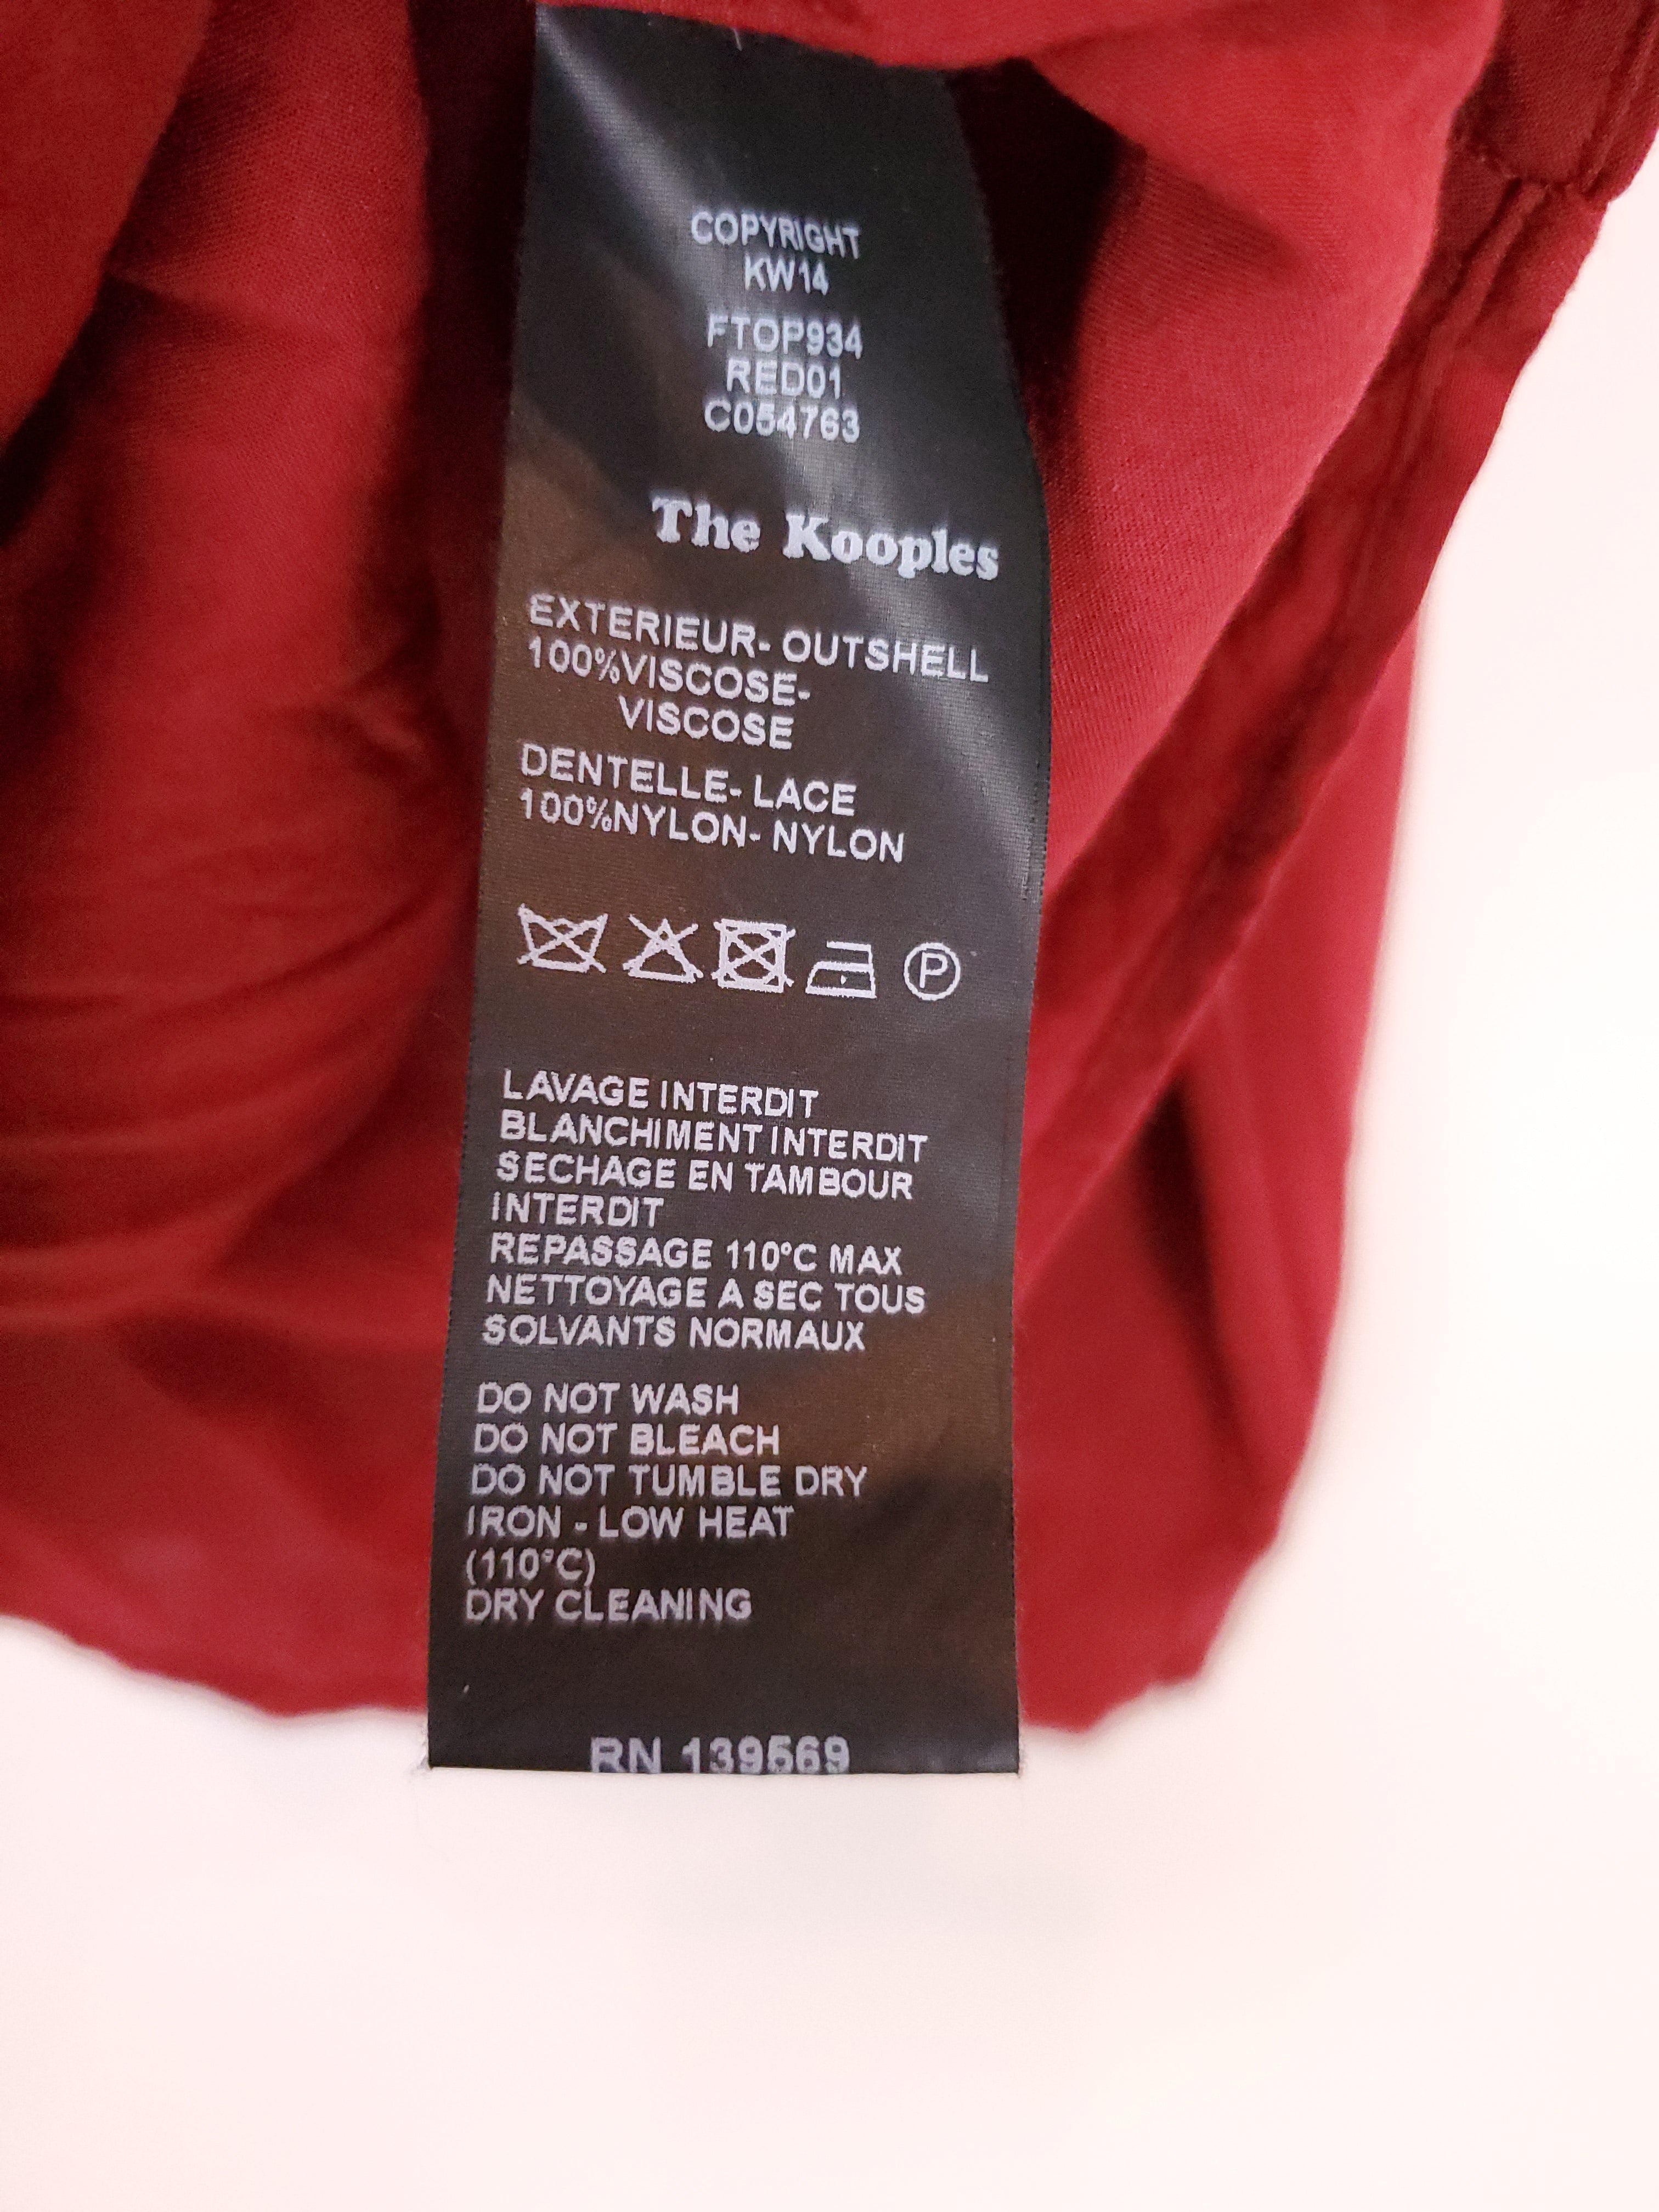 COPYRIGHT
KW14
FTOP934
RED01
C054763
The Kooples
EXTERIEUR- OUTSHELL
100%VISCOSE-
VISCOSE
DENTELLE- LACE
100%NYLON- NYLON
P
LAVAGE INTERDIT
BLANCHIMENT INTERDIT
SECHAGE EN TAMBOUR
INTERDIT
REPASSAGE 110°C MAX
NETTOYAGE A SEC TOUS
SOLVANTS NORMAUX
DO NOT WASH
DO NOT BLEACH
DO NOT TUMBLE DRY
IRON - LOW HEAT
(110°C)
DRY CLEANING
RN 139569